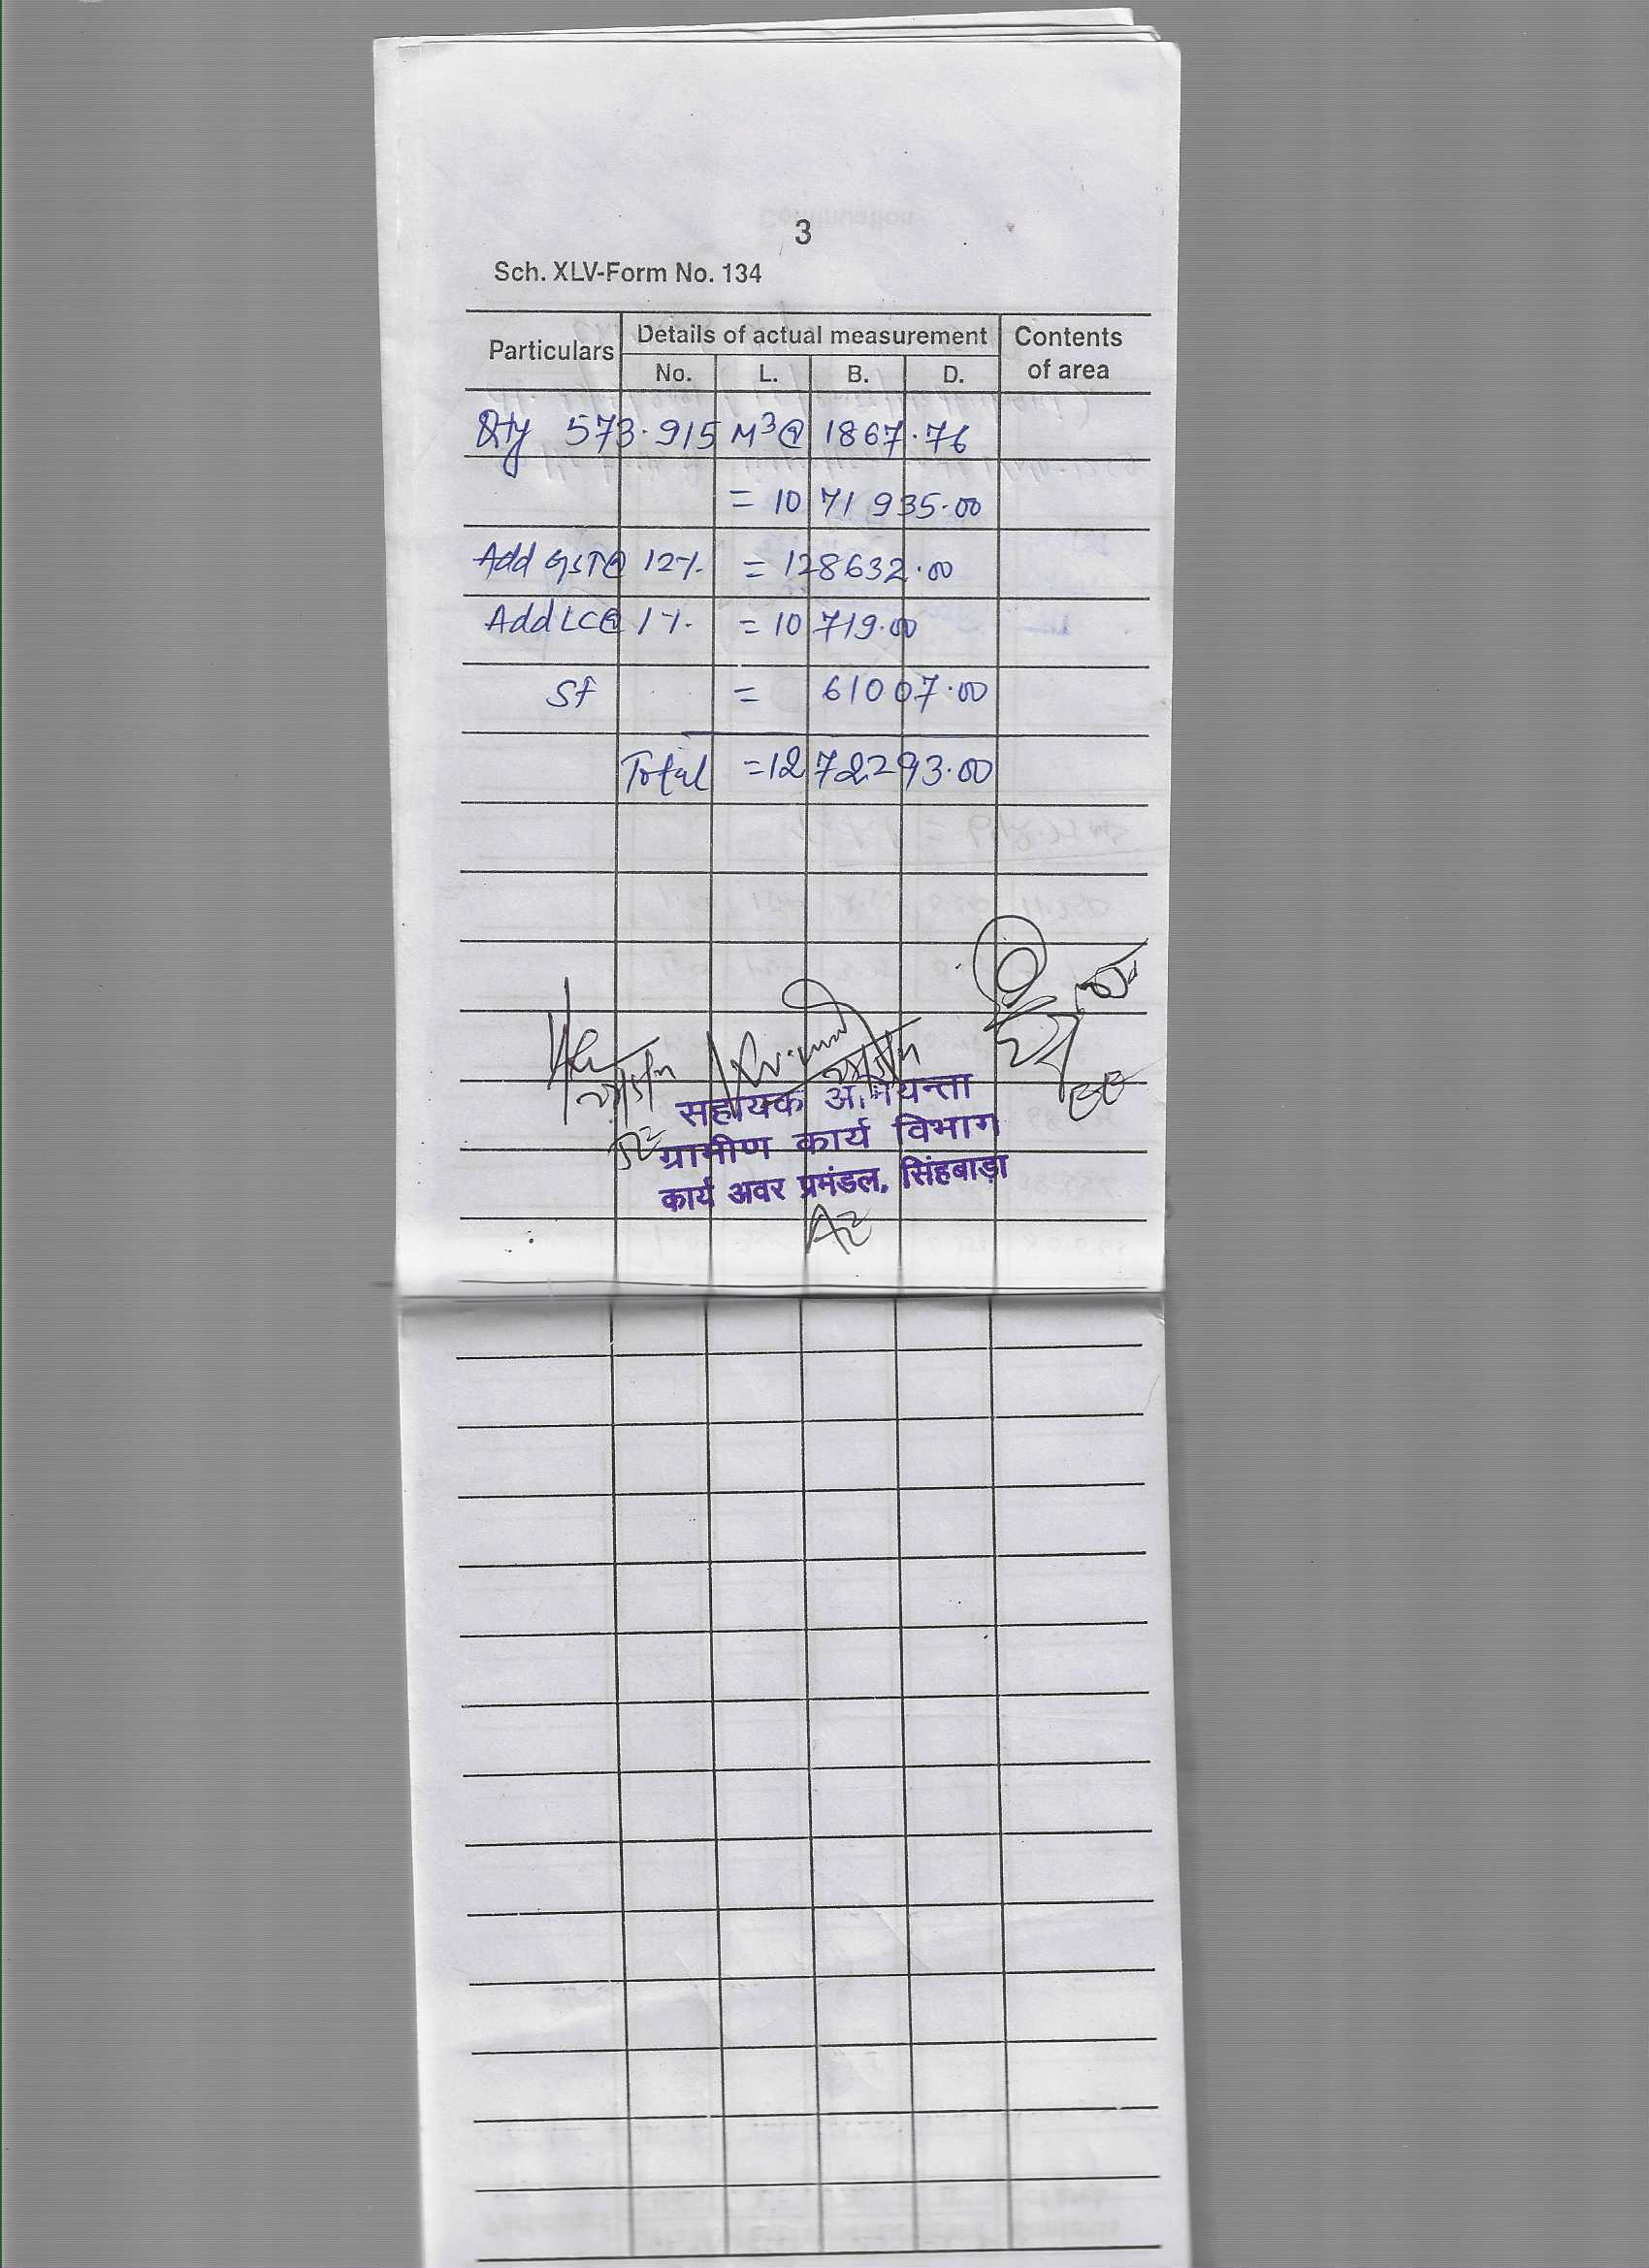 3
Sch. XLV-Form No. 134
Particulars Details of actual measurement Contents of area
No. L. B. D.
Qty 573.915 M³@ 1867.76
= 1071935.00
Add GST@ 12% = 128632.00
Add LC@ 1% = 10719.00
SF = 61007.00
Total = 1272293.00
सहायक अभियन्ता
ग्रामीण कार्य विभाग
कार्य अवर प्रमंडल, सिंहबाड़ा